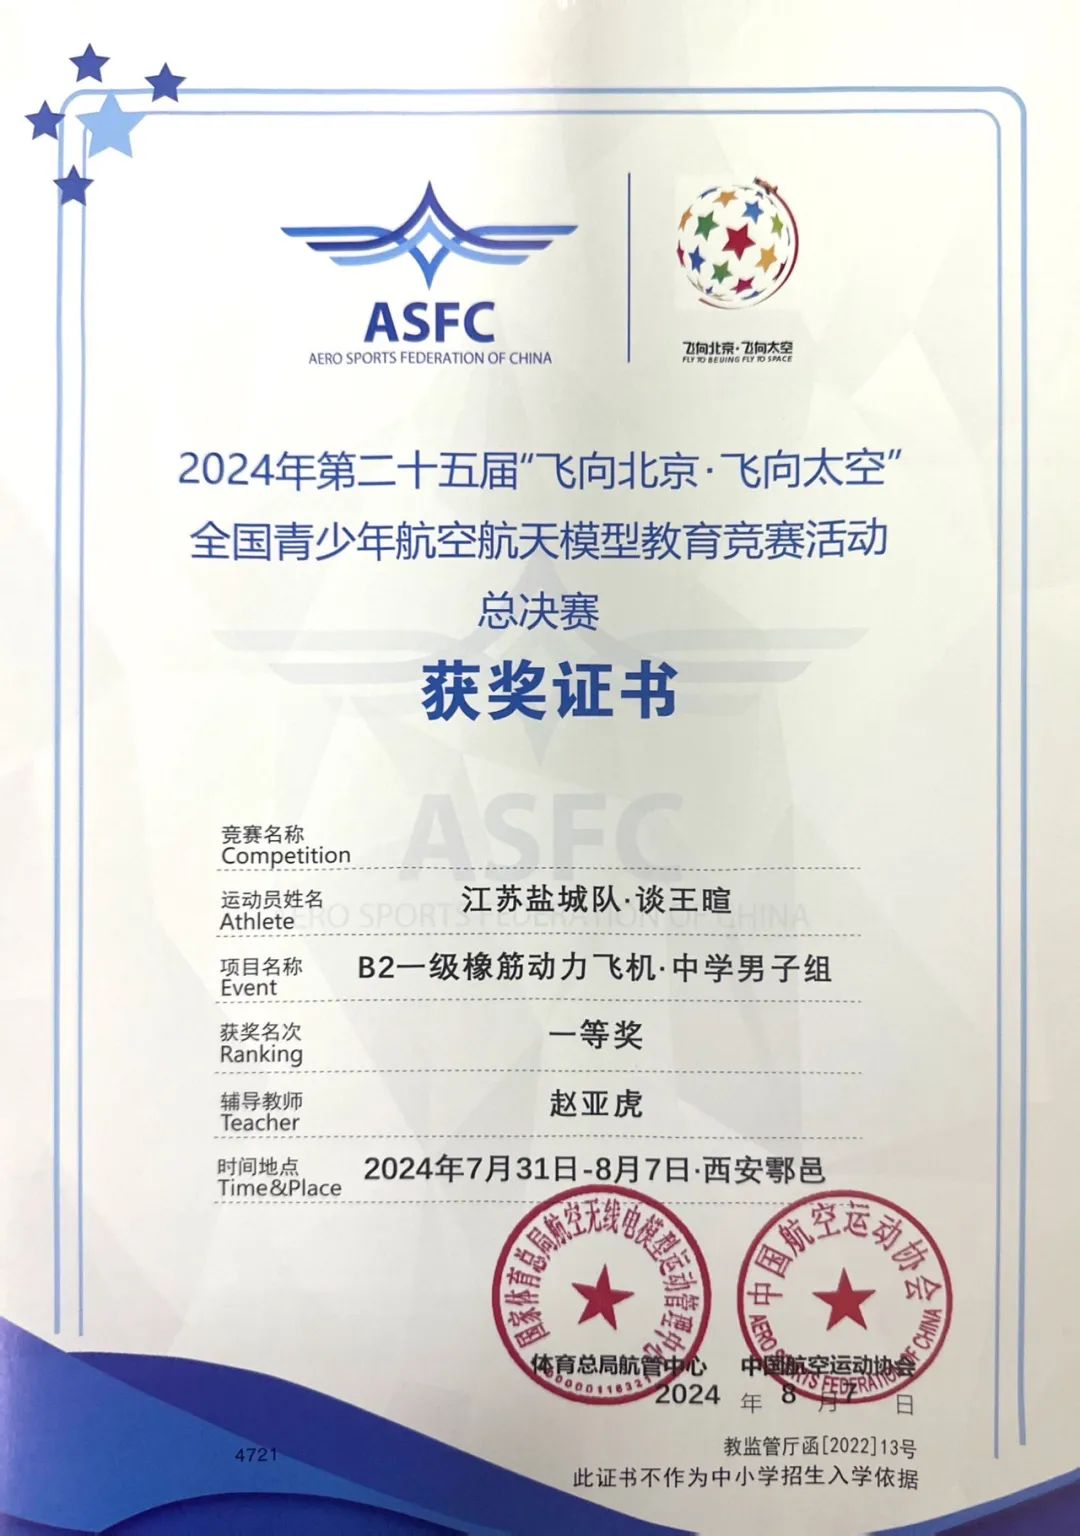 ASFC
AERO SPORTS FEDERATION OF CHINA
飞向北京·飞向太空
FLY TO BEIJING FLY TO SPACE
2024年第二十五届“飞向北京·飞向太空”
全国青少年航空航天模型教育竞赛活动
总决赛
获奖证书
ASFC
AERO SPORTS FEDERATION OF CHINA
竞赛名称
Competition
运动员姓名 江苏盐城队·谈王暄
Athlete
项目名称 B2一级橡筋动力飞机·中学男子组
Event
获奖名次 一等奖
Ranking
辅导教师 赵亚虎
Teacher
时间地点 2024年7月31日-8月7日·西安鄠邑
Time&Place
国家体育总局航空无线电模型运动管理中心
中国航空运动协会
AERO SPORTS FEDERATION OF CHINA
体育总局航管中心 中国航空运动协会
2024 年 8 月 7 日
4721
教监管厅函[2022]13号
此证书不作为中小学招生入学依据